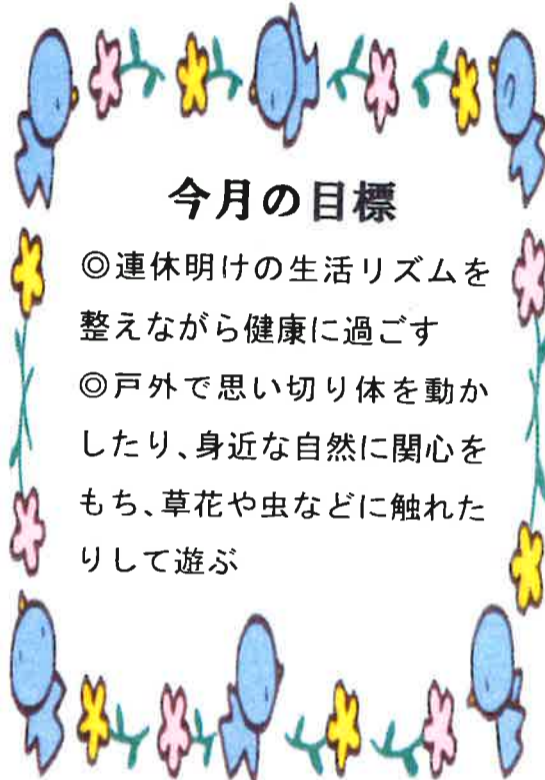 今月の目標
◎連休明けの生活リズムを
整えながら健康に過ごす
◎戸外で思い切り体を動か
したり、身近な自然に関心を
もち、草花や虫などに触れた
りして遊ぶ